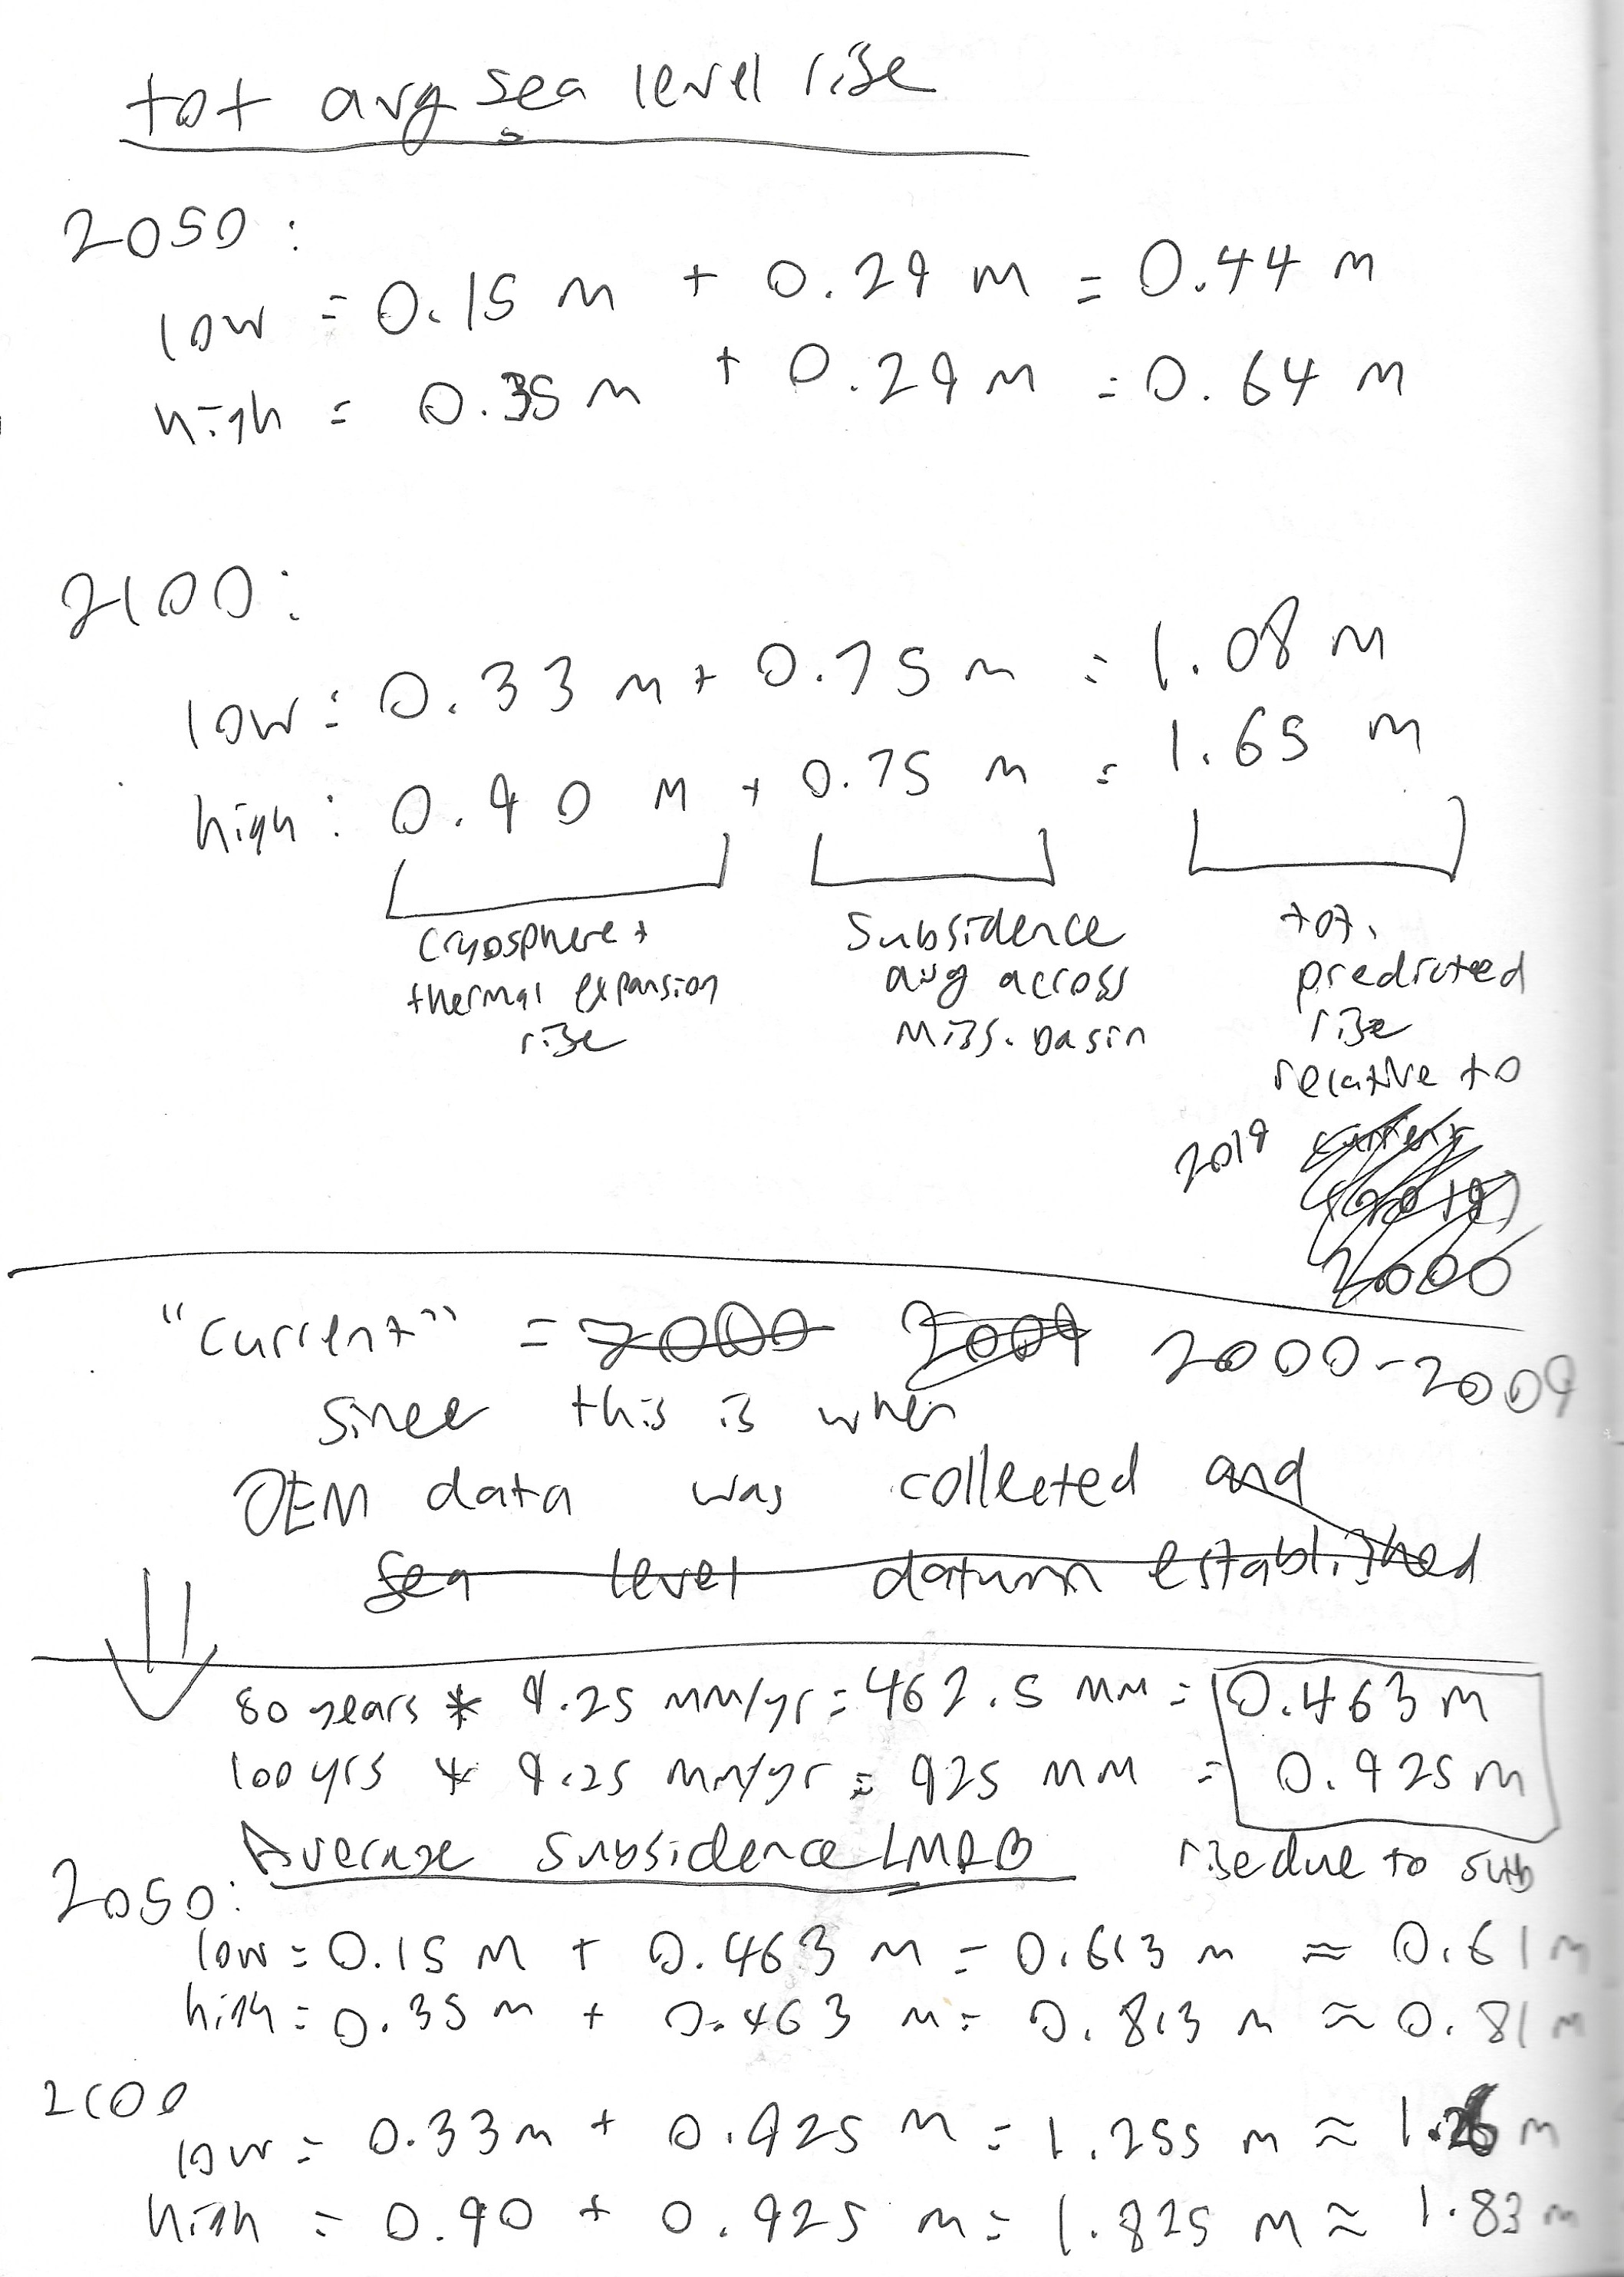 tot avg sea level rise
2050:
low = 0.15 m + 0.29 m = 0.44 m
high = 0.35 m + 0.29 m = 0.64 m
2100:
low = 0.33 m + 0.75 m = 1.08 m
high: 0.90 m + 0.75 m = 1.65 m
cryosphere +
thermal expansion
rise
Subsidence
avg across
Miss. Basin
tot.
predicted
rise
relative to
2019 current
(2019)
2000
"current" = 2000 2009 2000-2009
since this is when
DEM data was collected and
sea level datum established
50 years * 9.25 mm/yr = 462.5 mm = 0.463 m
100 yrs * 9.25 mm/yr = 925 mm = 0.925 m
Average Subsidence LMRB rise due to sub
2050:
low = 0.15 m + 0.463 m = 0.613 m ≈ 0.61 m
high = 0.35 m + 0.463 m = 0.813 m ≈ 0.81 m
2100
low = 0.33 m + 0.925 m = 1.255 m ≈ 1.26 m
high = 0.90 + 0.925 m = 1.825 m ≈ 1.83 m